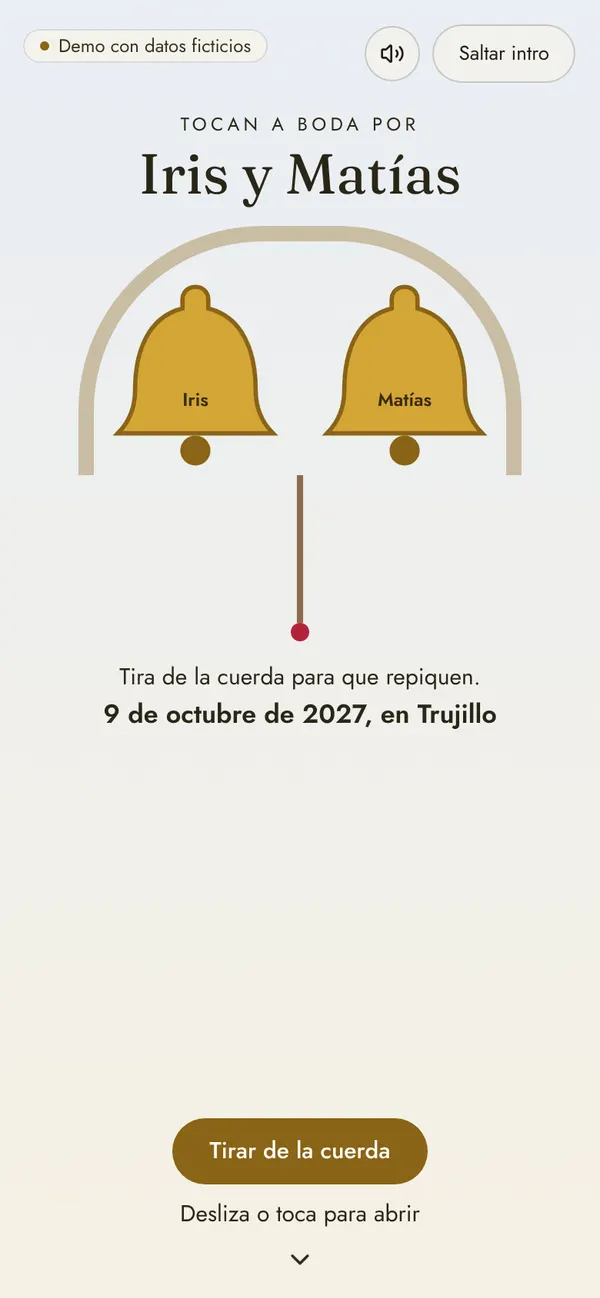 Demo con datos ficticios
Saltar intro
TOCAN A BODA POR
Iris y Matías
Iris
Matías
Tira de la cuerda para que repiquen.
9 de octubre de 2027, en Trujillo
Tirar de la cuerda
Desliza o toca para abrir